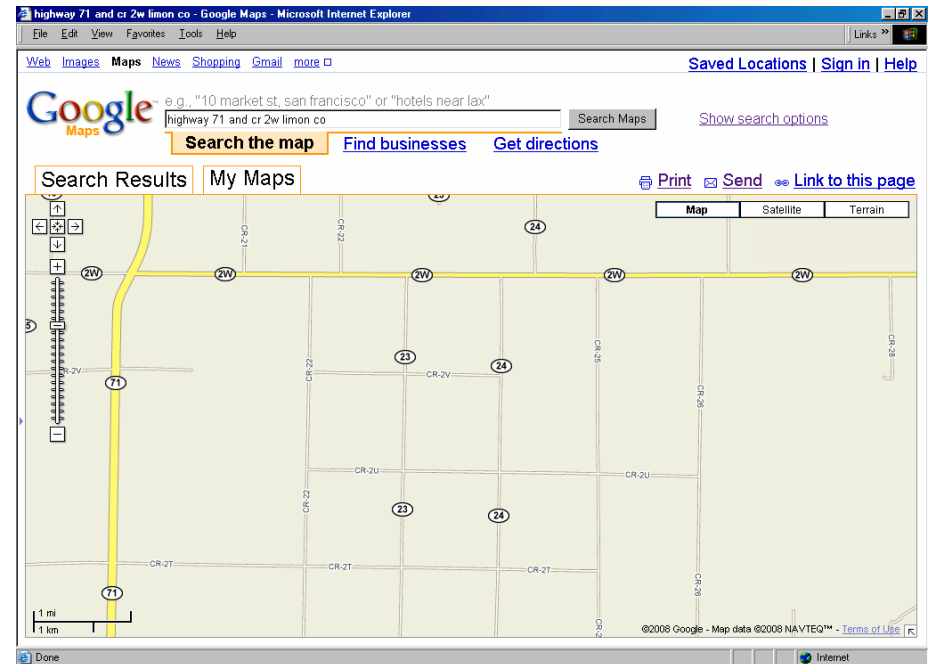 highway 71 and cr 2w limon co - Google Maps - Microsoft Internet Explorer
File Edit View Favorites Tools Help Links »
Web Images Maps News Shopping Gmail more Saved Locations | Sign in | Help
Google Maps
e.g., "10 market st, san francisco" or "hotels near lax"
highway 71 and cr 2w limon co Search Maps Show search options
Search the map Find businesses Get directions
Search Results My Maps Print Send Link to this page
Map Satellite Terrain
CR-21 CR-22 24
2W 2W 2W 2W 2W
CR-25 CR-28
CR-22 23 24
R-2V 71 CR-2V
CR-26
CR-2U CR-2U
CR-22 23 24
CR-2T CR-2T CR-2T
71 CR-26
1 mi
1 km
CR-2 ©2008 Google - Map data ©2008 NAVTEQ™ - Terms of Use
Done Internet